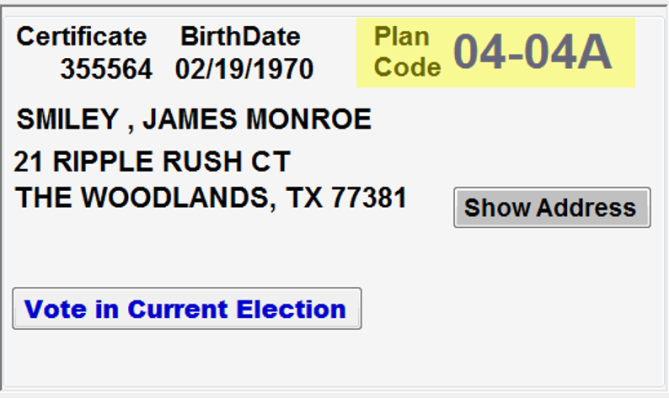 Certificate BirthDate Plan Code 04-04A
355564 02/19/1970
SMILEY , JAMES MONROE
21 RIPPLE RUSH CT
THE WOODLANDS, TX 77381
Show Address
Vote in Current Election